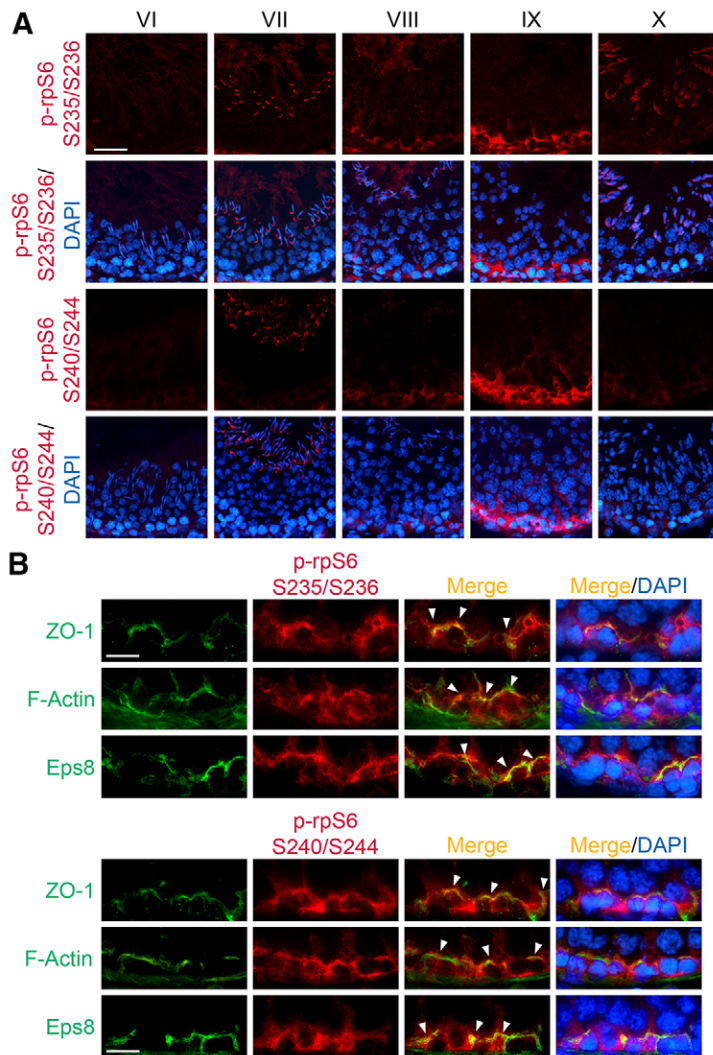 A
VI VII VIII IX X
p-rpS6
S235/S236
p-rpS6
S235/S236/
DAPI
p-rpS6
S240/S244
p-rpS6
S240/S244/
DAPI
B
p-rpS6
S235/S236 Merge Merge/DAPI
ZO-1
F-Actin
Eps8
p-rpS6
S240/S244 Merge Merge/DAPI
ZO-1
F-Actin
Eps8